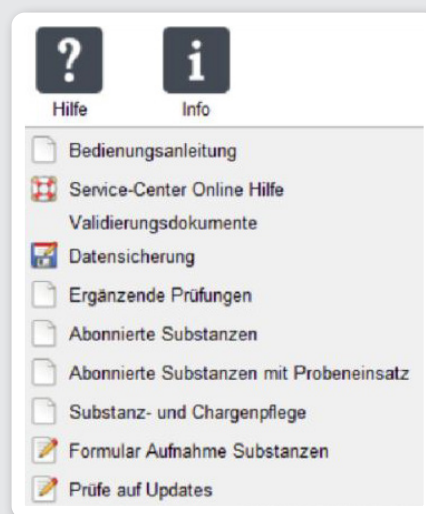 ? i
Hilfe Info
Bedienungsanleitung
Service-Center Online Hilfe
Validierungsdokumente
Datensicherung
Ergänzende Prüfungen
Abonnierte Substanzen
Abonnierte Substanzen mit Probeneinsatz
Substanz- und Chargenpflege
Formular Aufnahme Substanzen
Prüfe auf Updates